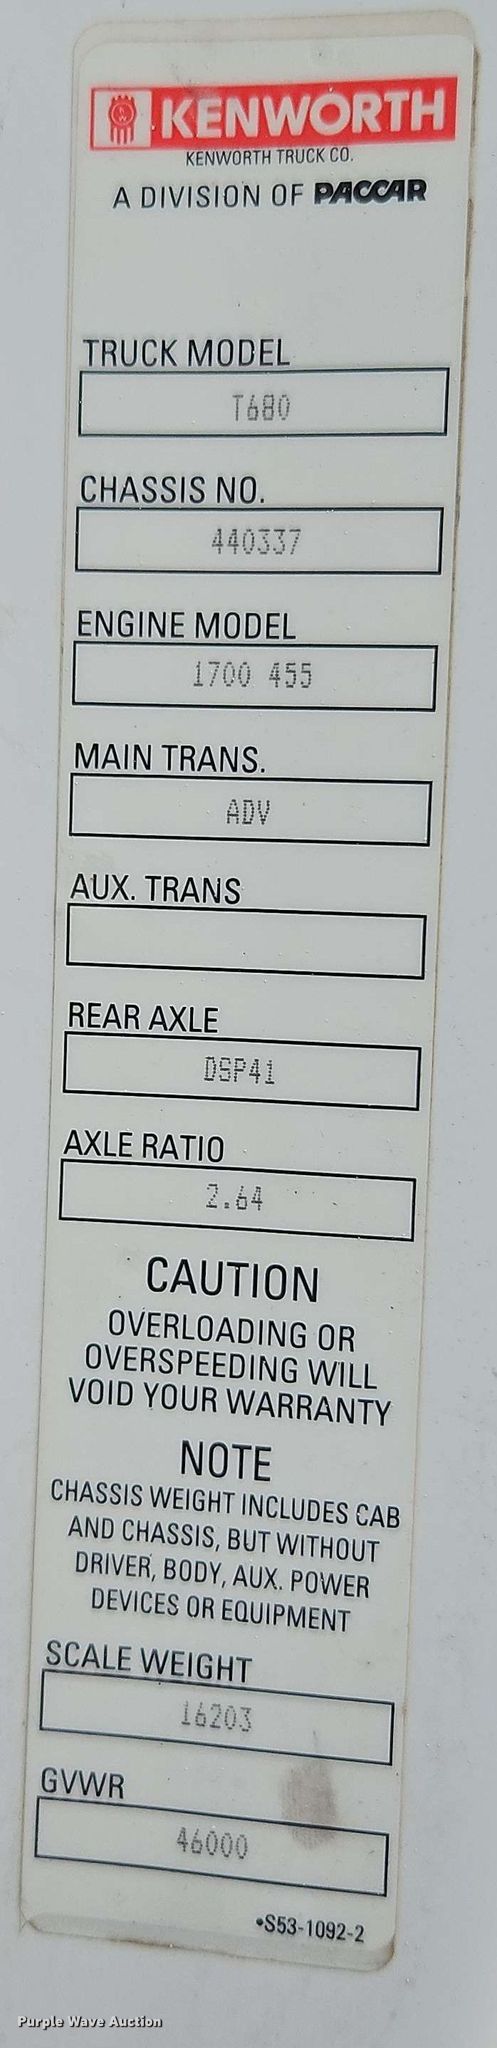 KENWORTH
KENWORTH TRUCK CO.
A DIVISION OF PACCAR
TRUCK MODEL
T680
CHASSIS NO.
440337
ENGINE MODEL
1700 455
MAIN TRANS.
ADV
AUX. TRANS
REAR AXLE
DSP41
AXLE RATIO
2.64
CAUTION
OVERLOADING OR
OVERSPEEDING WILL
VOID YOUR WARRANTY
NOTE
CHASSIS WEIGHT INCLUDES CAB
AND CHASSIS, BUT WITHOUT
DRIVER, BODY, AUX. POWER
DEVICES OR EQUIPMENT
SCALE WEIGHT
16203
GVWR
46000
•S53-1092-2
Purple Wave Auction